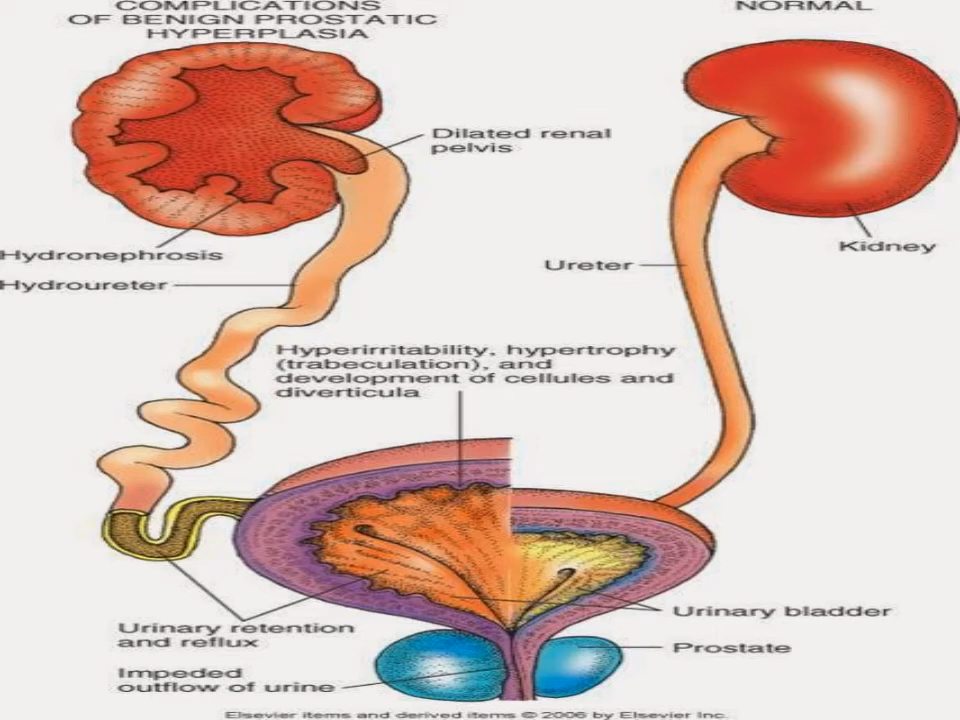 COMPLICATIONS
OF BENIGN PROSTATIC
HYPERPLASIA
NORMAL
Dilated renal
pelvis
Hydronephrosis
Kidney
Ureter
Hydroureter
Hyperirritability, hypertrophy
(trabeculation), and
development of cellules and
diverticula
Urinary bladder
Urinary retention
and reflux
Prostate
Impeded
outflow of urine
Elsevier items and derived items © 2006 by Elsevier Inc.